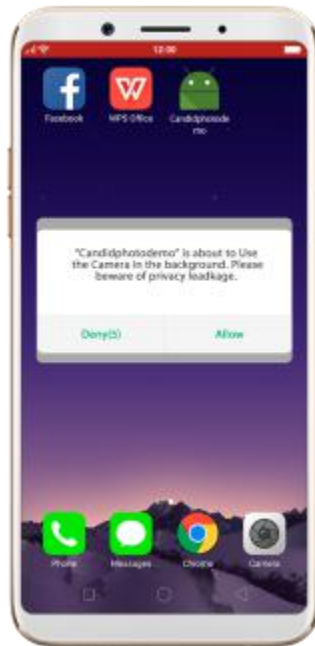 12:00
Facebook
WPS Office
Candidphotode
mo
"Candidphotodemo" is about to Use
the Camera in the background. Please
beware of privacy leadkage.
Deny(5)
Allow
Phone
Messages
Chrome
Camera